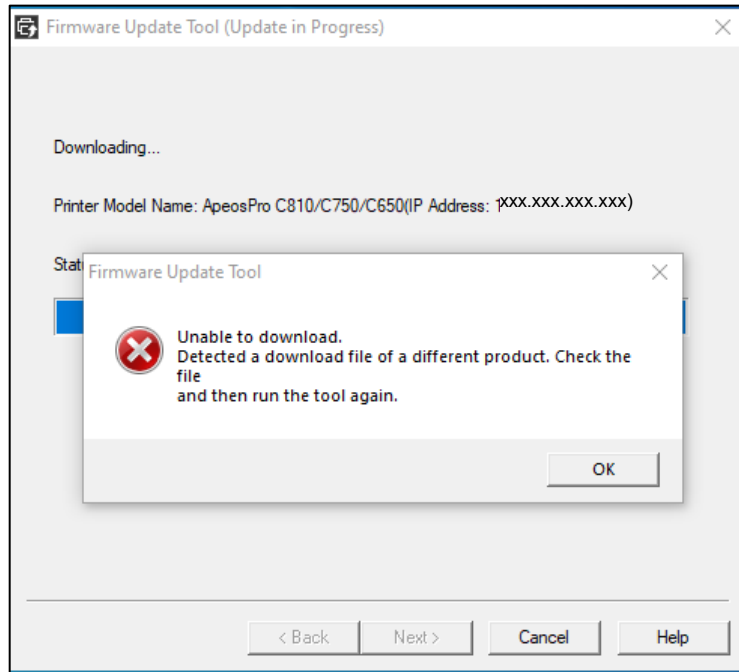 Firmware Update Tool (Update in Progress)
Downloading...
Printer Model Name: ApeosPro C810/C750/C650(IP Address: 1xxx.xxx.xxx.xxx)
Stat
Firmware Update Tool
Unable to download.
Detected a download file of a different product. Check the
file
and then run the tool again.
OK
< Back
Next >
Cancel
Help